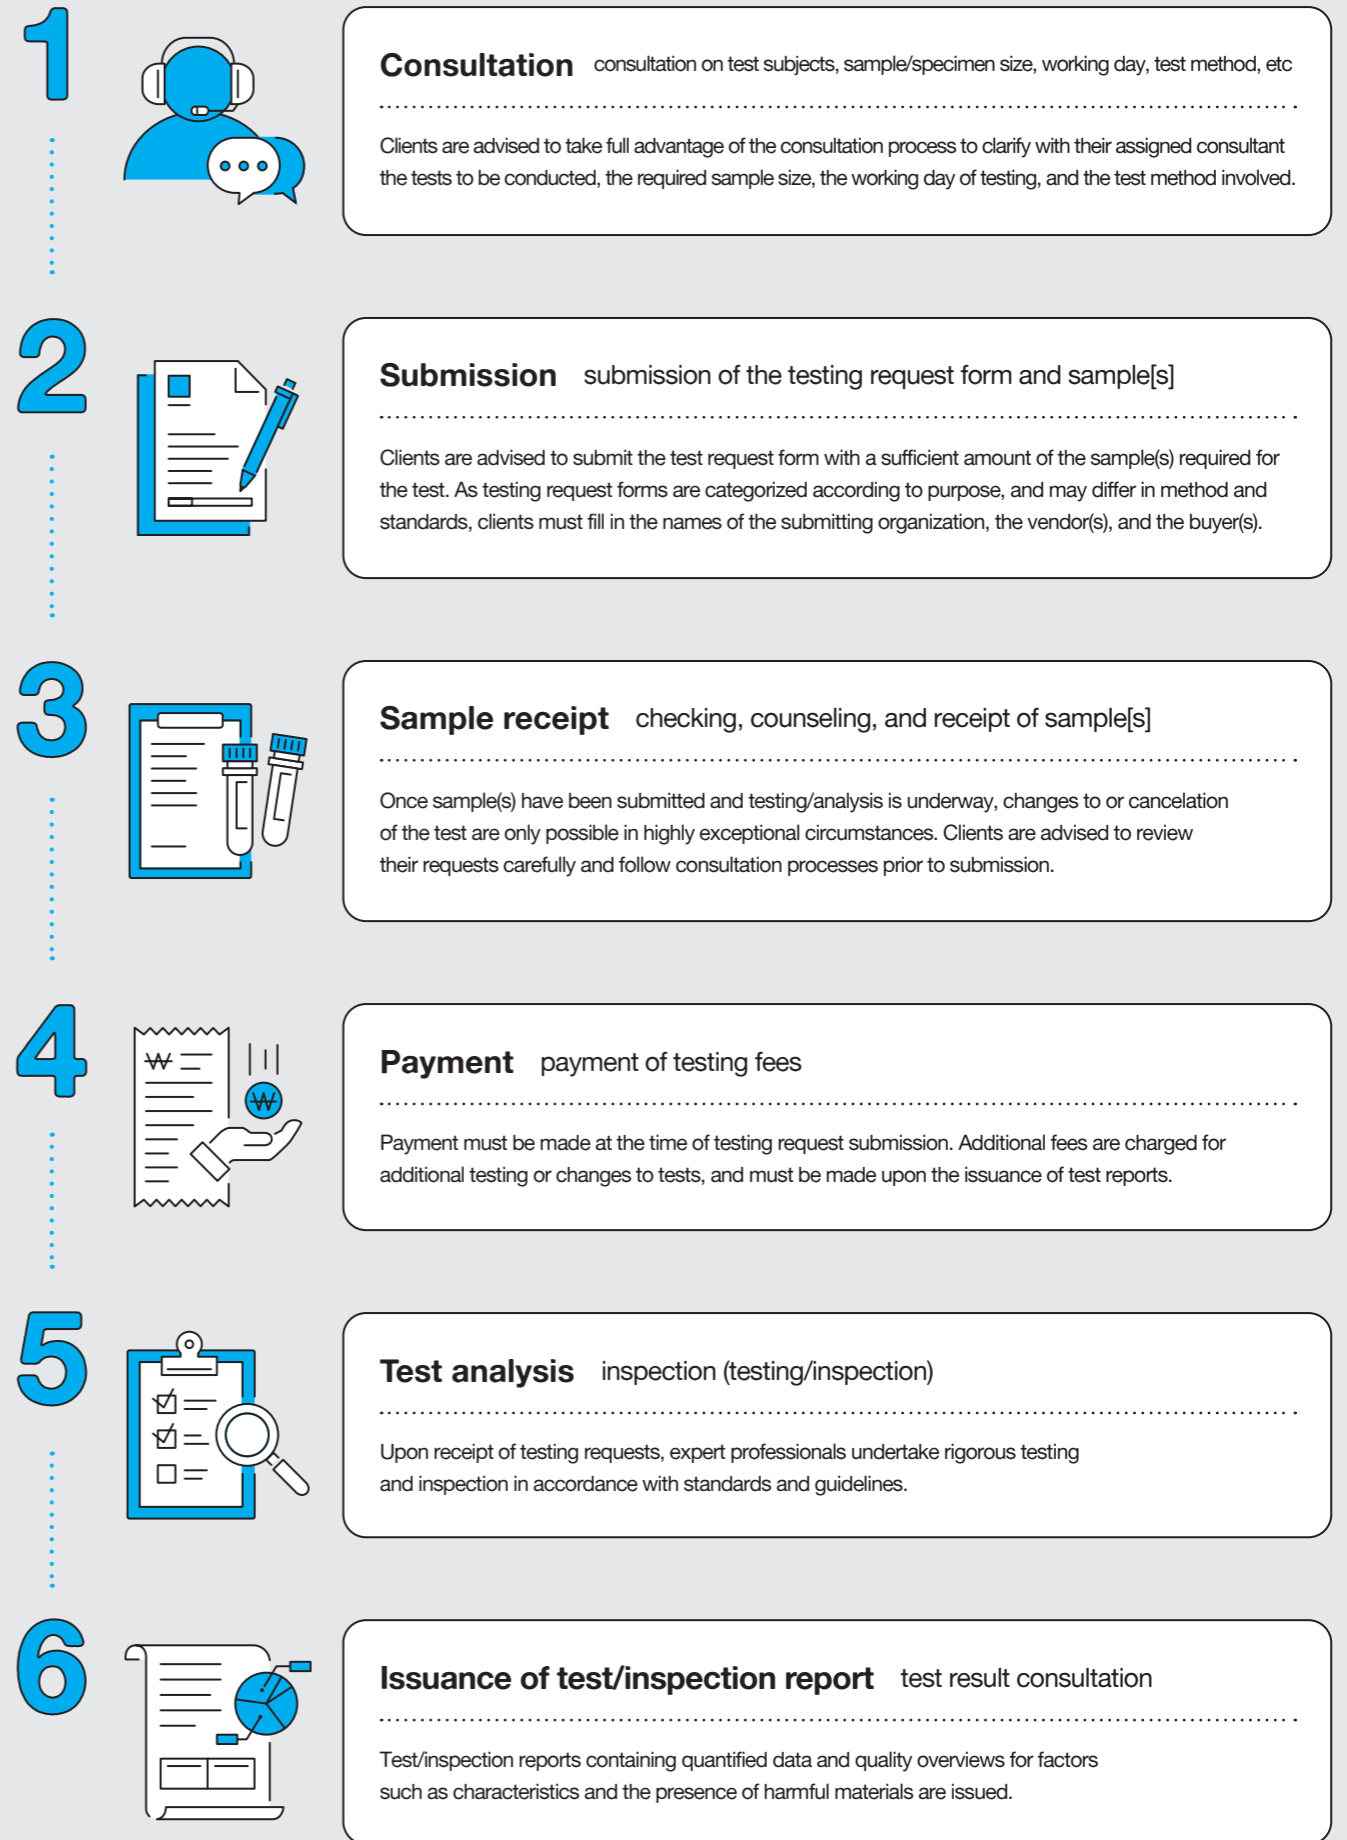 1
Consultation consultation on test subjects, sample/specimen size, working day, test method, etc
Clients are advised to take full advantage of the consultation process to clarify with their assigned consultant
the tests to be conducted, the required sample size, the working day of testing, and the test method involved.
2
Submission submission of the testing request form and sample[s]
Clients are advised to submit the test request form with a sufficient amount of the sample(s) required for
the test. As testing request forms are categorized according to purpose, and may differ in method and
standards, clients must fill in the names of the submitting organization, the vendor(s), and the buyer(s).
3
Sample receipt checking, counseling, and receipt of sample[s]
Once sample(s) have been submitted and testing/analysis is underway, changes to or cancelation
of the test are only possible in highly exceptional circumstances. Clients are advised to review
their requests carefully and follow consultation processes prior to submission.
4
₩
₩
Payment payment of testing fees
Payment must be made at the time of testing request submission. Additional fees are charged for
additional testing or changes to tests, and must be made upon the issuance of test reports.
5
Test analysis inspection (testing/inspection)
Upon receipt of testing requests, expert professionals undertake rigorous testing
and inspection in accordance with standards and guidelines.
6
Issuance of test/inspection report test result consultation
Test/inspection reports containing quantified data and quality overviews for factors
such as characteristics and the presence of harmful materials are issued.